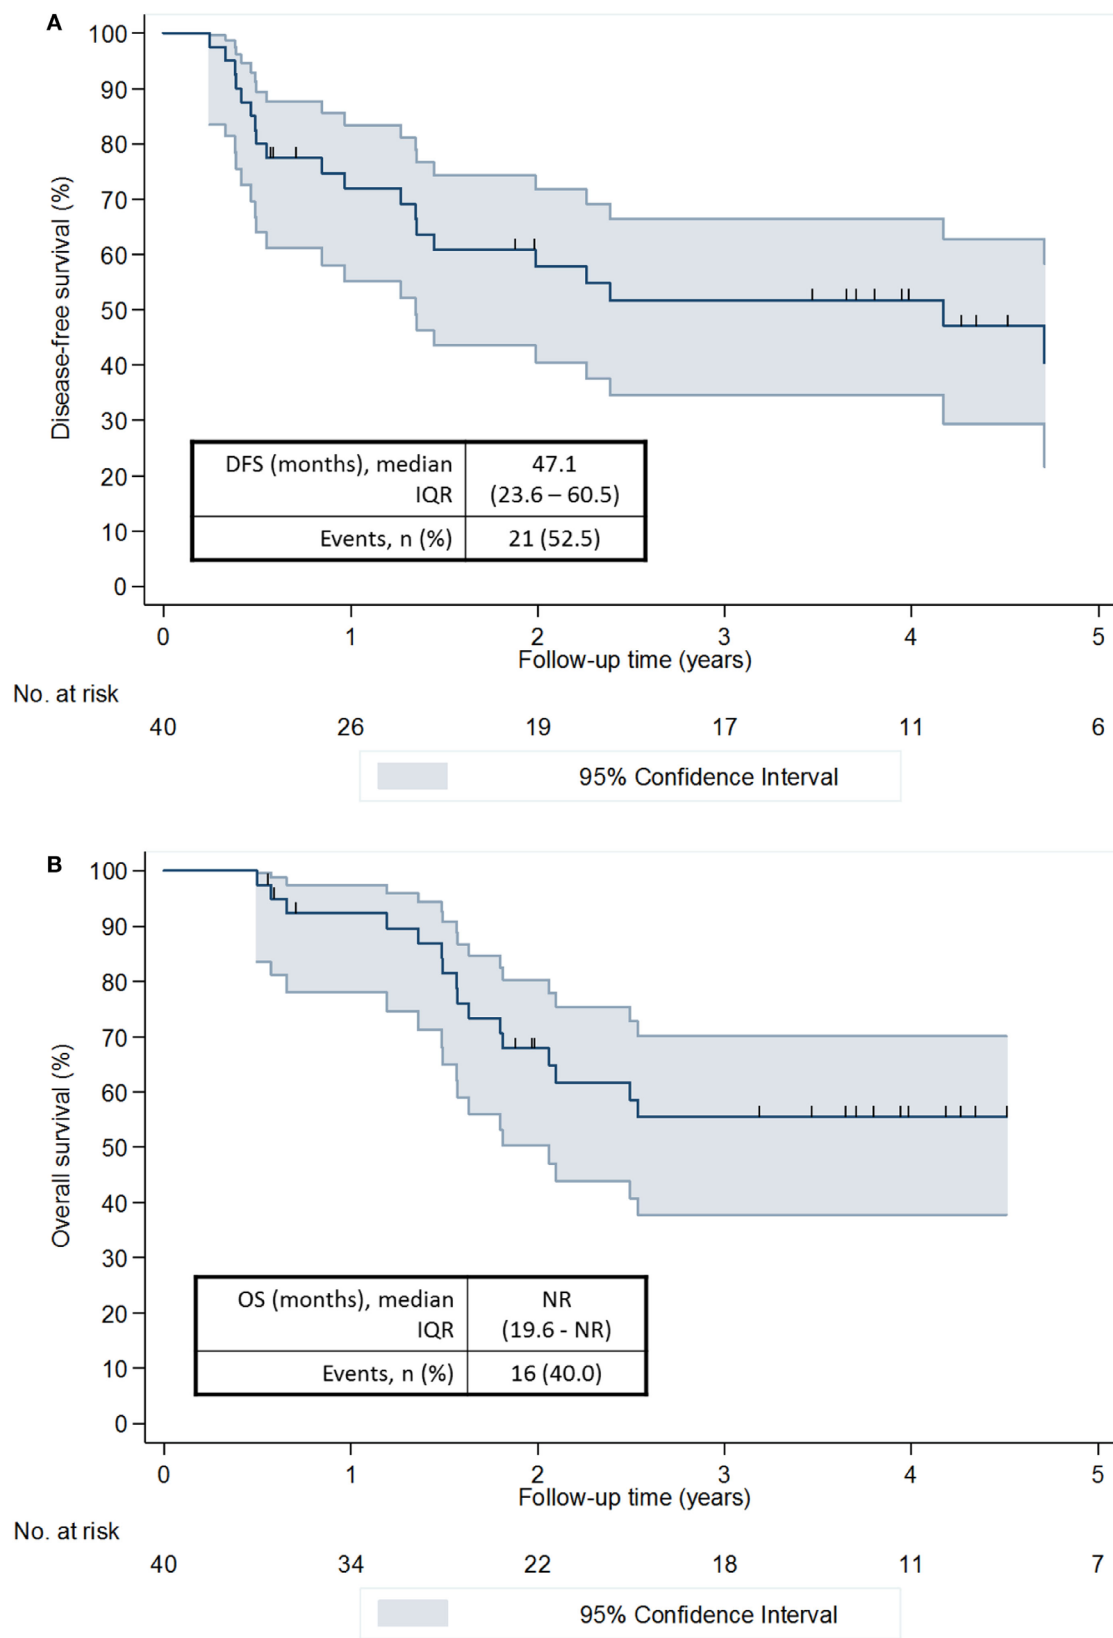 A
100
90
80
70
60
50
40
30
20
10
0
Disease-free survival (%)
DFS (months), median 47.1
IQR (23.6 – 60.5)
Events, n (%) 21 (52.5)
0 1 2 3 4 5
Follow-up time (years)
No. at risk
40 26 19 17 11 6
95% Confidence Interval
B
100
90
80
70
60
50
40
30
20
10
0
Overall survival (%)
OS (months), median NR
IQR (19.6 - NR)
Events, n (%) 16 (40.0)
0 1 2 3 4 5
Follow-up time (years)
No. at risk
40 34 22 18 11 7
95% Confidence Interval